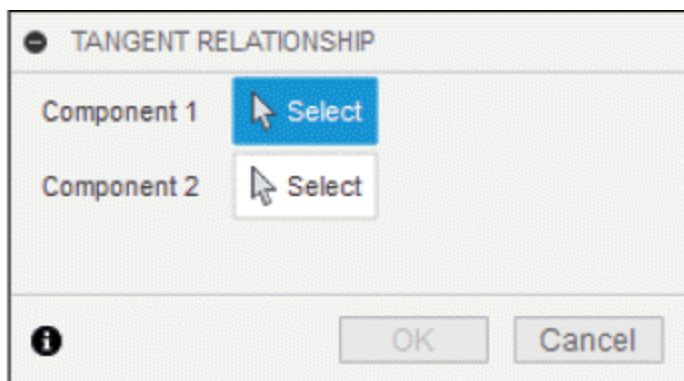 TANGENT RELATIONSHIP
Component 1 Select
Component 2 Select
OK Cancel